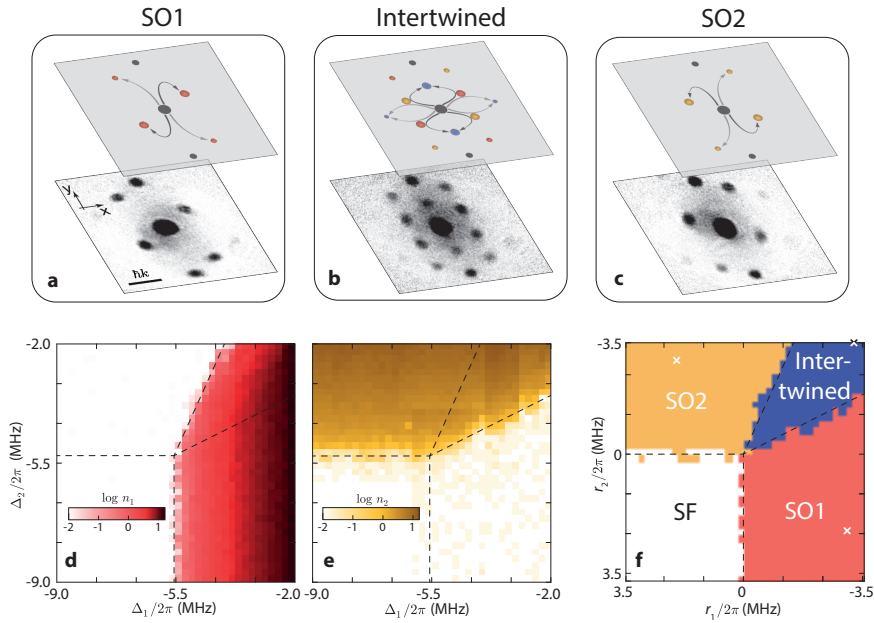 SO1
Intertwined
SO2
y
x
a
ħk
b
c
-2.0
-5.5
-9.0
Δ2/2π (MHz)
log n1
-2 0 1
d
-9.0 -5.5 -2.0
Δ1/2π (MHz)
log n2
-2 0 1
e
-9.0 -5.5 -2.0
Δ1/2π (MHz)
-3.5
0
3.5
r2/2π (MHz)
SO2
Inter-
twined
SF
SO1
f
3.5 0 -3.5
r1/2π (MHz)